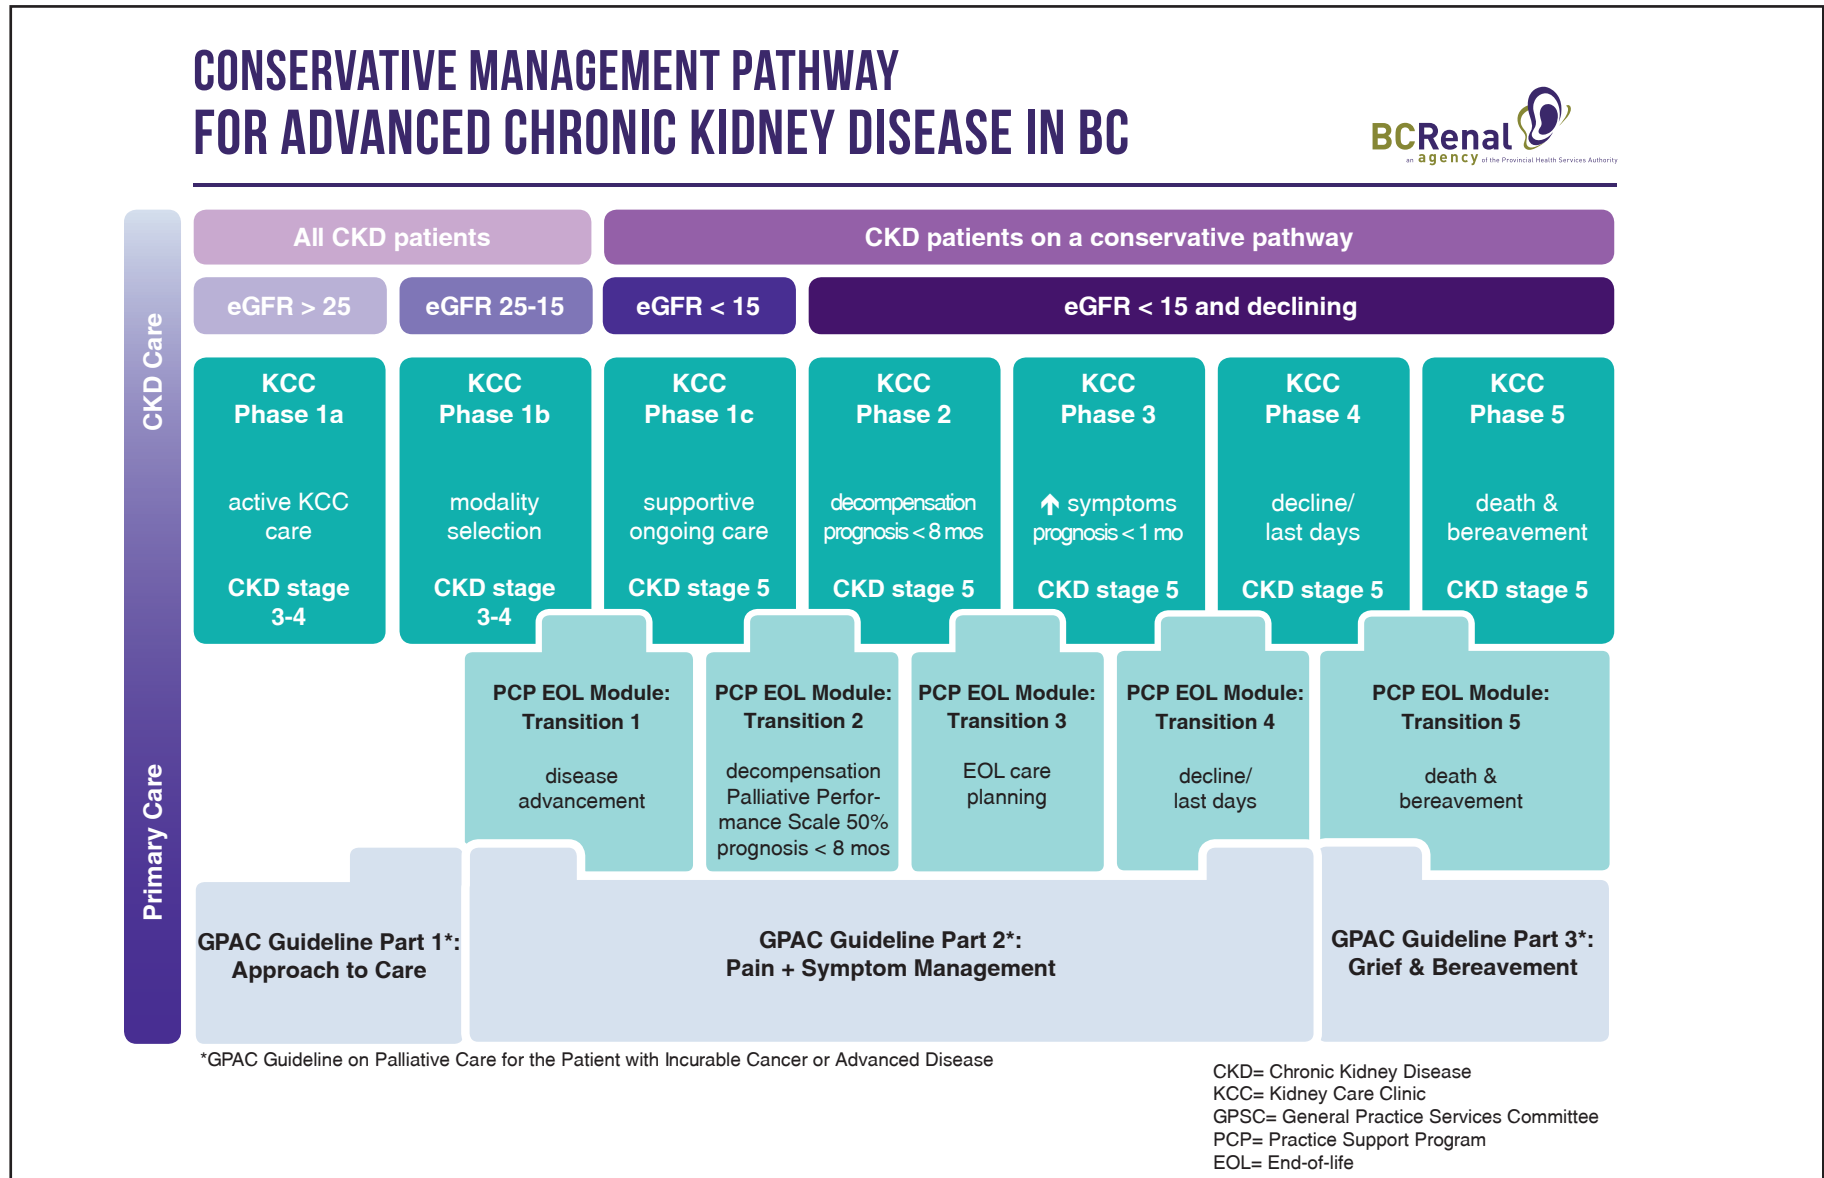 CONSERVATIVE MANAGEMENT PATHWAY
FOR ADVANCED CHRONIC KIDNEY DISEASE IN BC
BCRenal
an agency of the Provincial Health Services Authority
CKD Care
Primary Care
All CKD patients
CKD patients on a conservative pathway
eGFR > 25
eGFR 25-15
eGFR < 15
eGFR < 15 and declining
KCC
Phase 1a
active KCC
care
CKD stage
3-4
KCC
Phase 1b
modality
selection
CKD stage
3-4
KCC
Phase 1c
supportive
ongoing care
CKD stage 5
KCC
Phase 2
decompensation
prognosis < 8 mos
CKD stage 5
KCC
Phase 3
↑ symptoms
prognosis < 1 mo
CKD stage 5
KCC
Phase 4
decline/
last days
CKD stage 5
KCC
Phase 5
death &
bereavement
CKD stage 5
PCP EOL Module:
Transition 1
disease
advancement
PCP EOL Module:
Transition 2
decompensation
Palliative Perfor-
mance Scale 50%
prognosis < 8 mos
PCP EOL Module:
Transition 3
EOL care
planning
PCP EOL Module:
Transition 4
decline/
last days
PCP EOL Module:
Transition 5
death &
bereavement
GPAC Guideline Part 1*:
Approach to Care
GPAC Guideline Part 2*:
Pain + Symptom Management
GPAC Guideline Part 3*:
Grief & Bereavement
*GPAC Guideline on Palliative Care for the Patient with Incurable Cancer or Advanced Disease
CKD= Chronic Kidney Disease
KCC= Kidney Care Clinic
GPSC= General Practice Services Committee
PCP= Practice Support Program
EOL= End-of-life